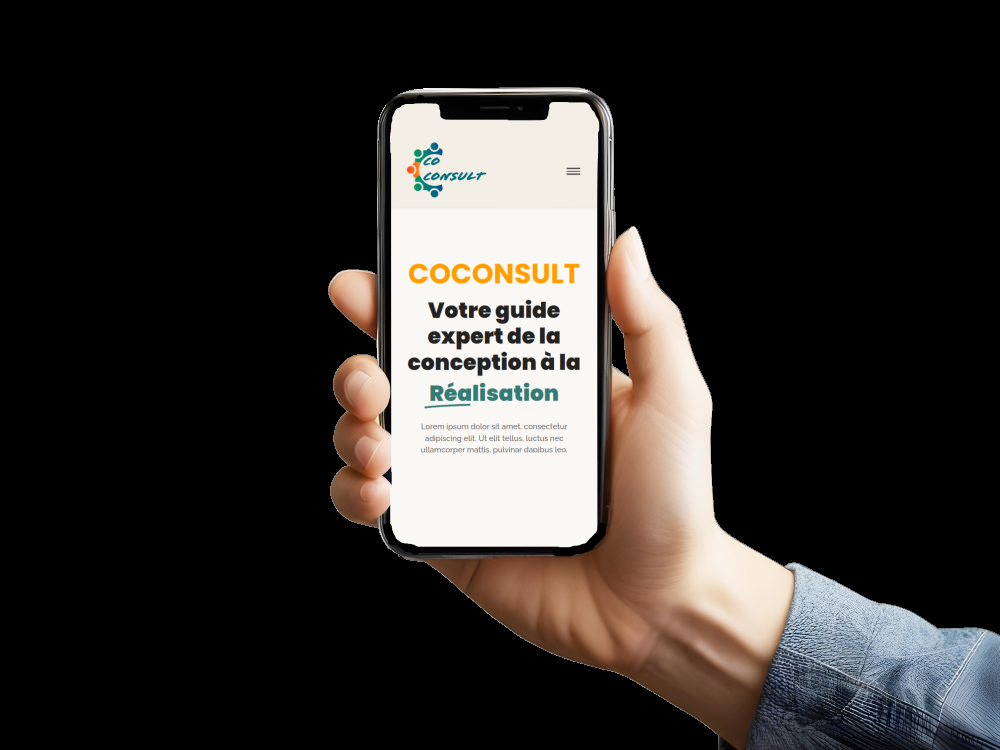 CO
CONSULT
COCONSULT
Votre guide
expert de la
conception à la
Réalisation
Lorem ipsum dolor sit amet, consectetur
adipiscing elit. Ut elit tellus, luctus nec
ullamcorper mattis, pulvinar dapibus leo.